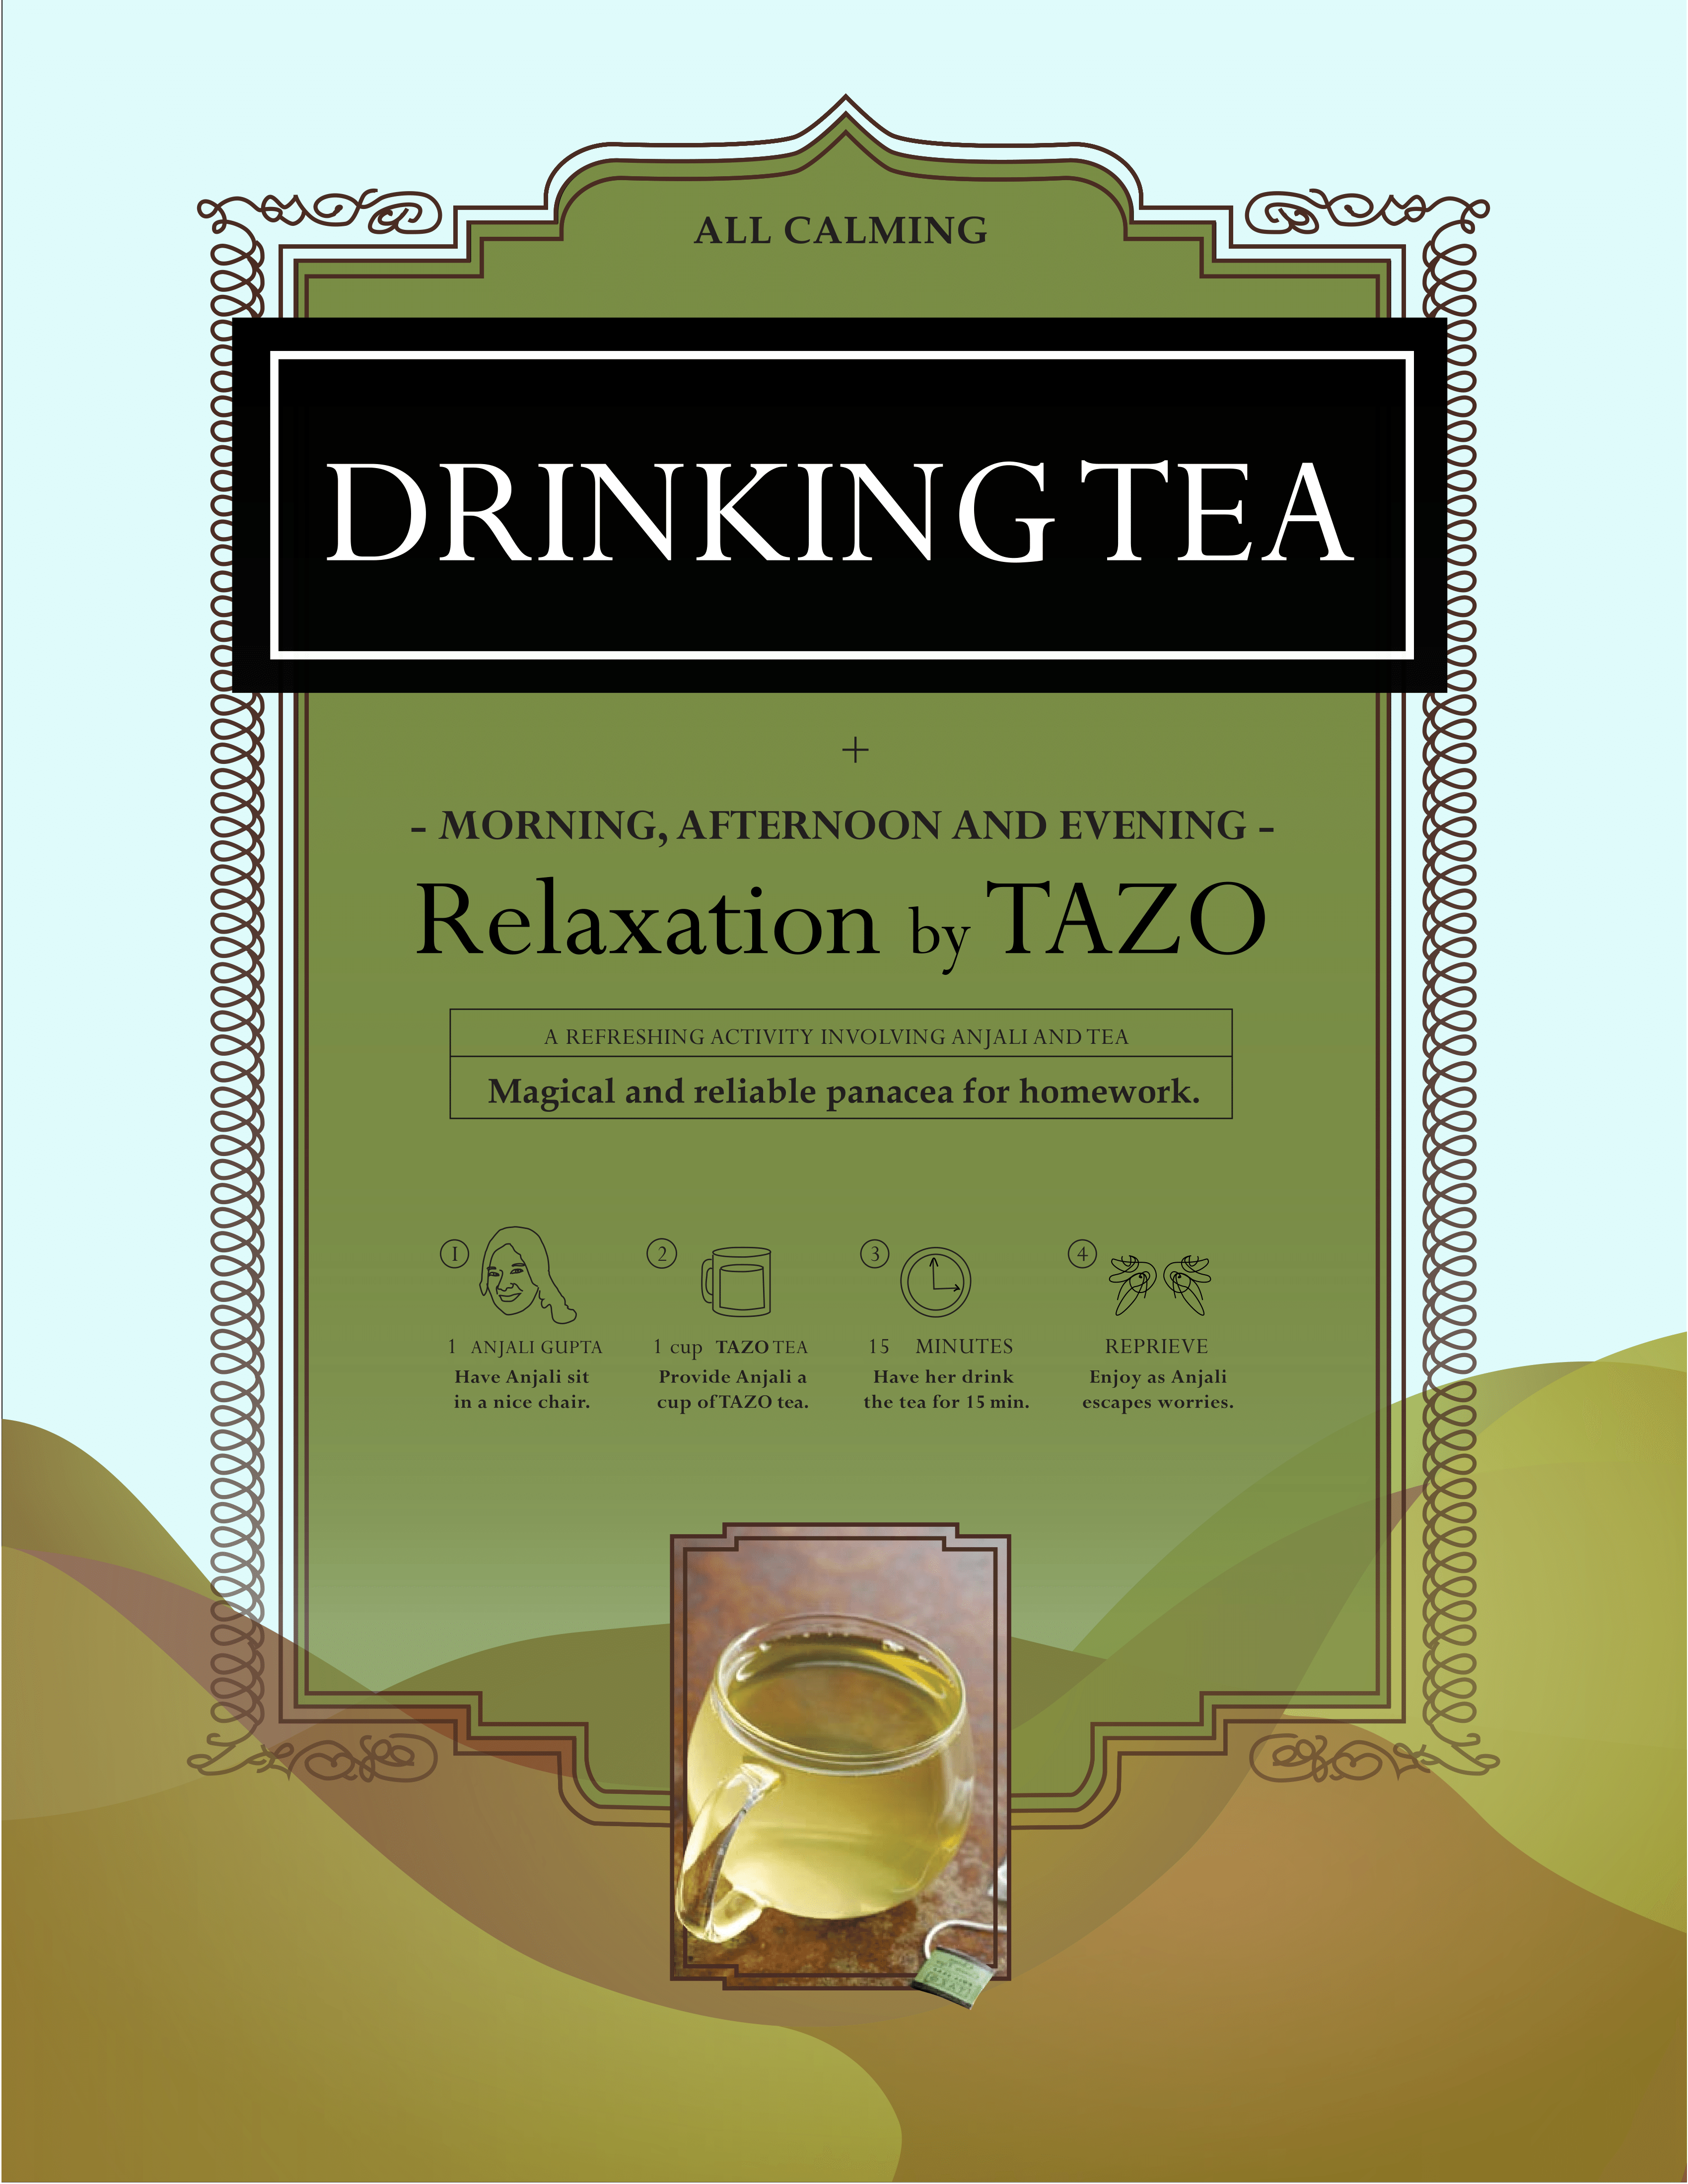 ALL CALMING
DRINKING TEA
+
- MORNING, AFTERNOON AND EVENING -
Relaxation by TAZO
A REFRESHING ACTIVITY INVOLVING ANJALI AND TEA
Magical and reliable panacea for homework.
1 2 3 4
1 ANJALI GUPTA 1 cup TAZO TEA 15 MINUTES REPRIEVE
Have Anjali sit Provide Anjali a Have her drink Enjoy as Anjali
in a nice chair. cup of TAZO tea. the tea for 15 min. escapes worries.